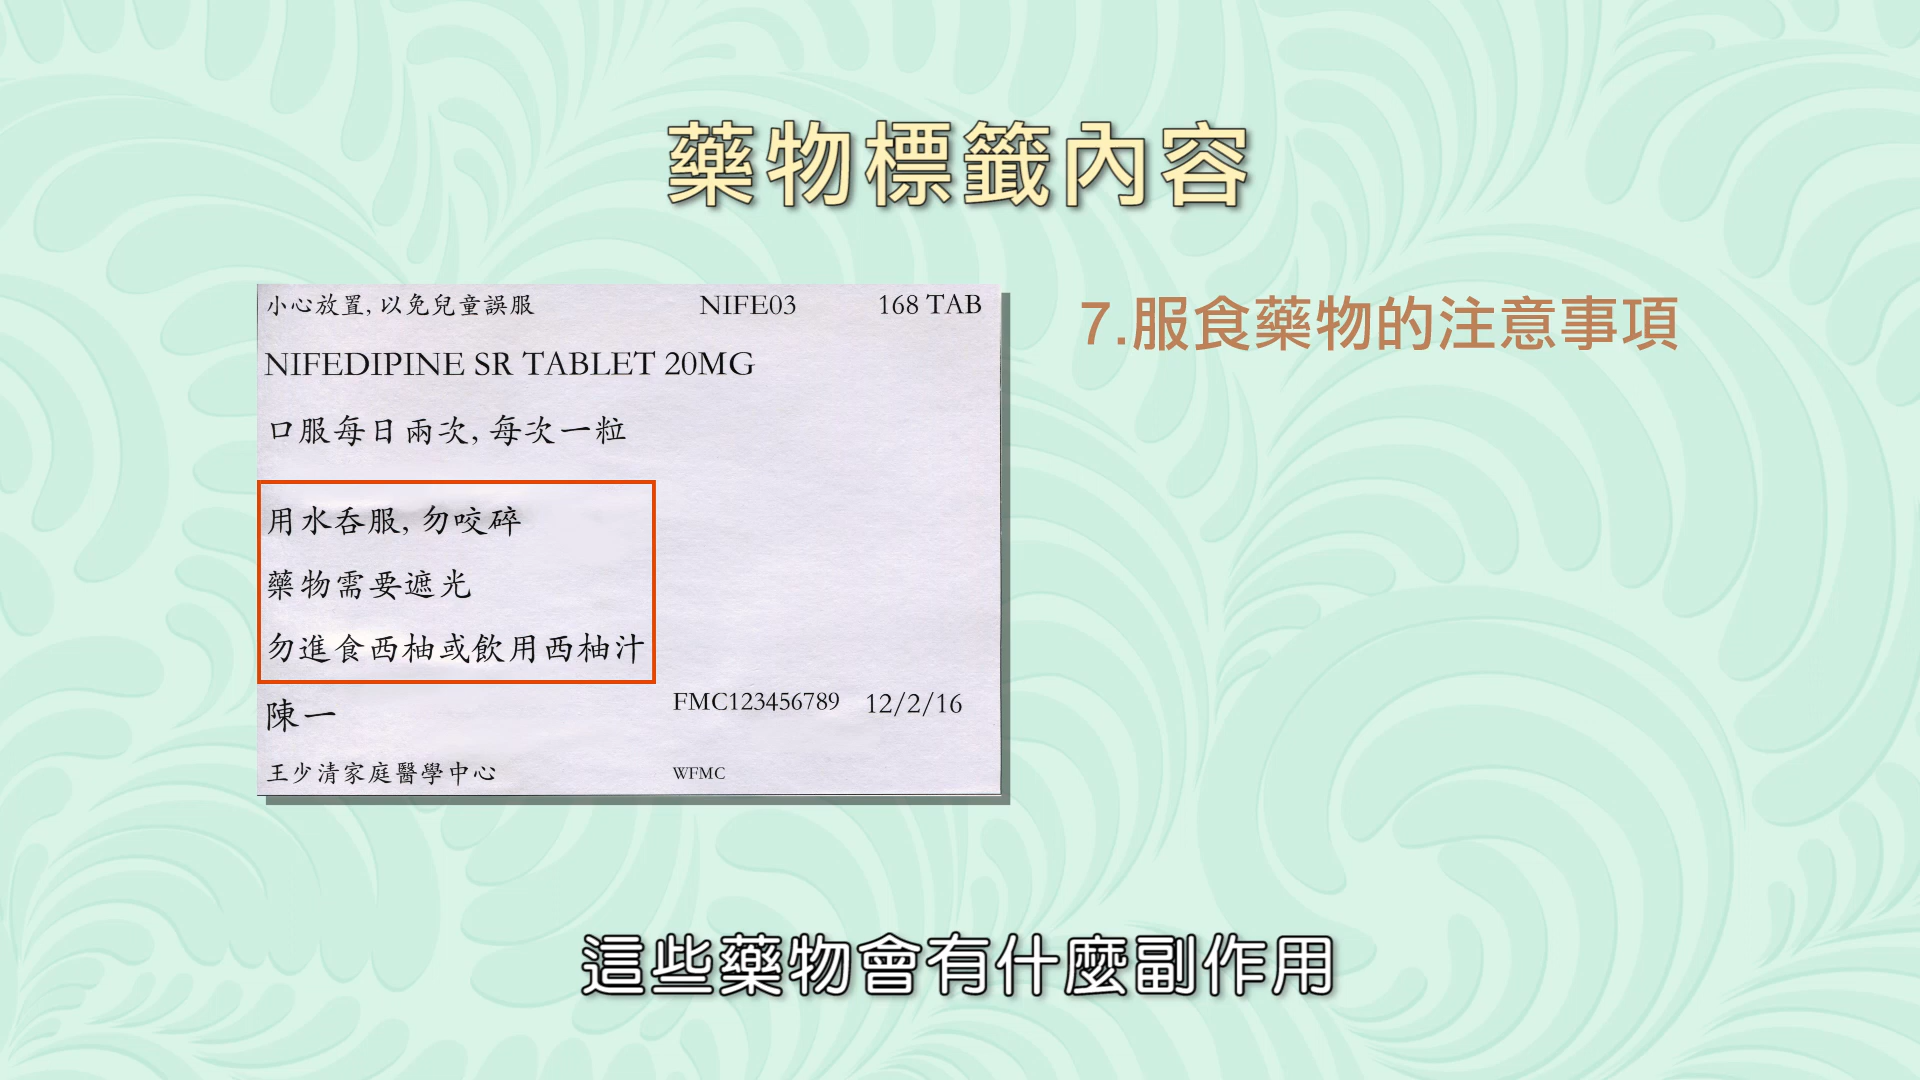 藥物標籤內容
小心放置, 以免兒童誤服 NIFE03 168 TAB
NIFEDIPINE SR TABLET 20MG
口服每日兩次, 每次一粒
用水吞服, 勿咬碎
藥物需要遮光
勿進食西柚或飲用西柚汁
陳一 FMC123456789 12/2/16
王少清家庭醫學中心 WFMC
7.服食藥物的注意事項
這些藥物會有什麼副作用